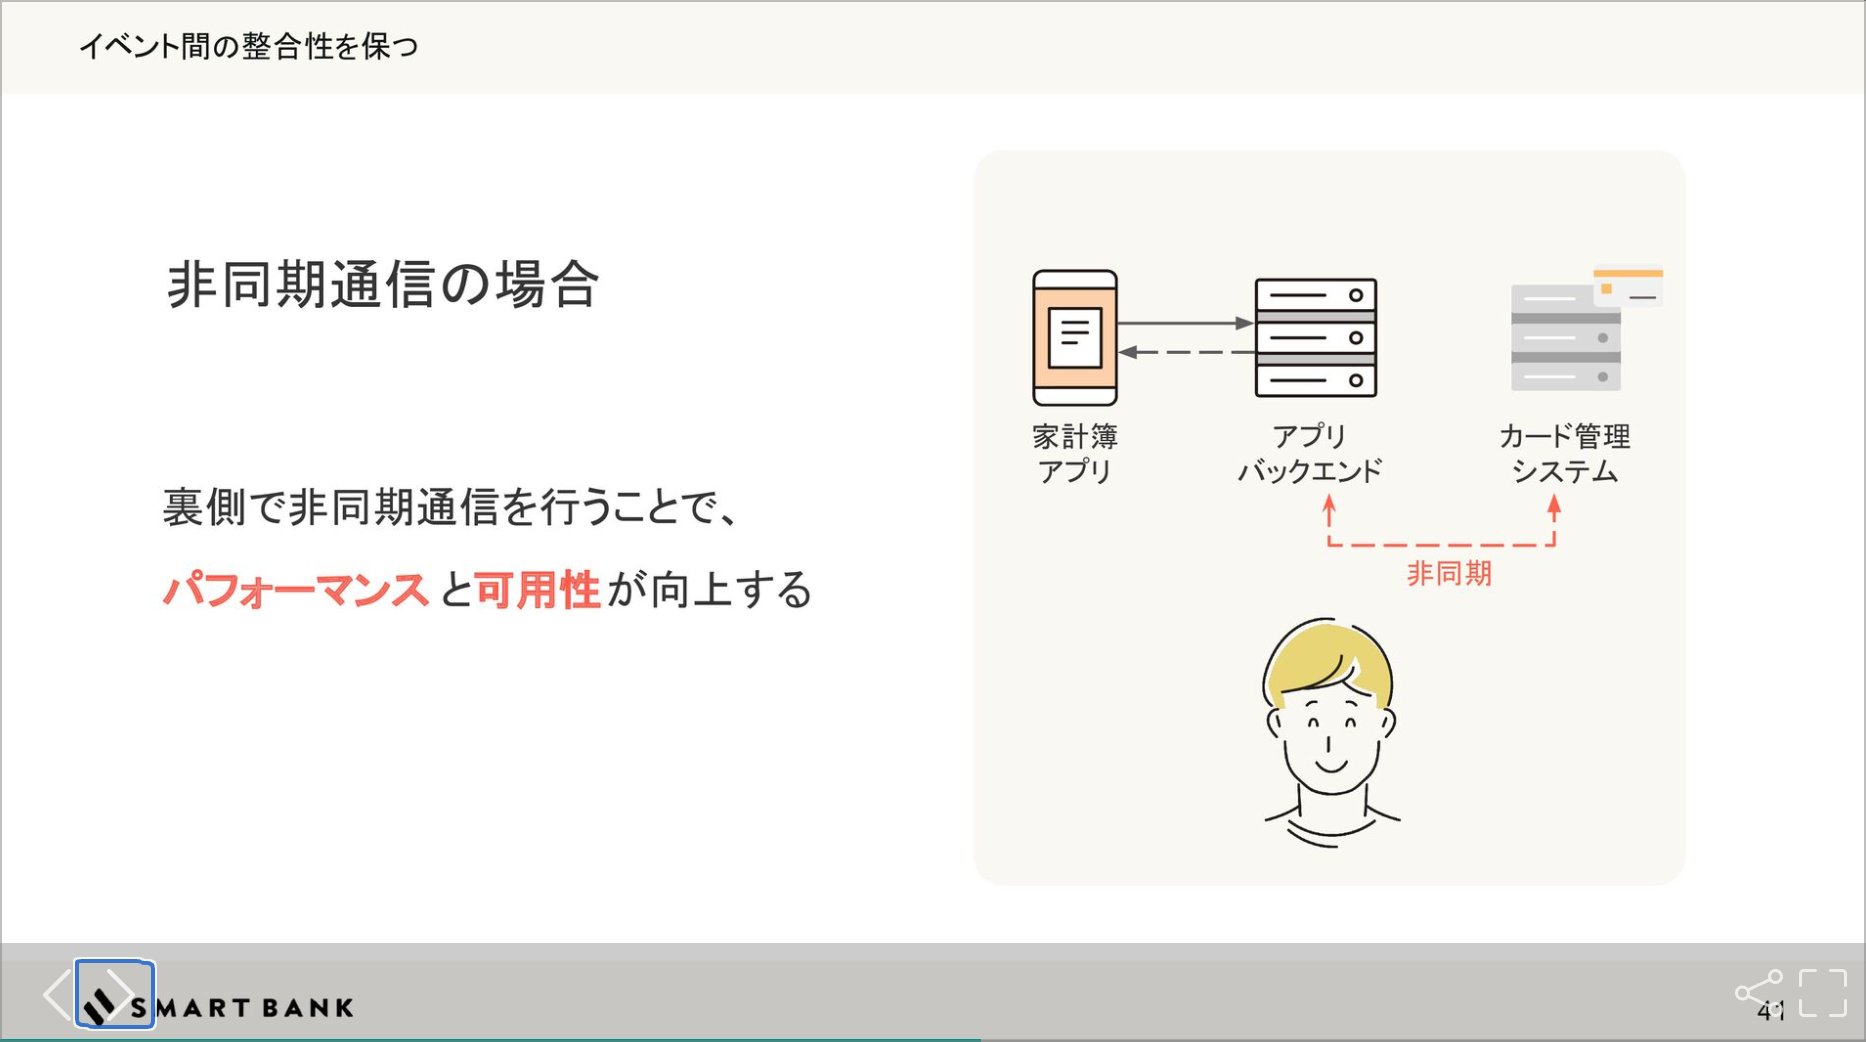 イベント間の整合性を保つ
非同期通信の場合
裏側で非同期通信を行うことで、
パフォーマンスと可用性が向上する
家計簿
アプリ
アプリ
バックエンド
カード管理
システム
非同期
SMART BANK